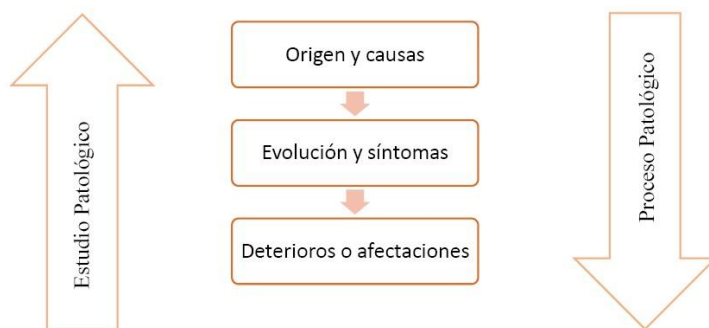 Estudio Patológico
Origen y causas
Evolución y síntomas
Deterioros o afectaciones
Proceso Patológico